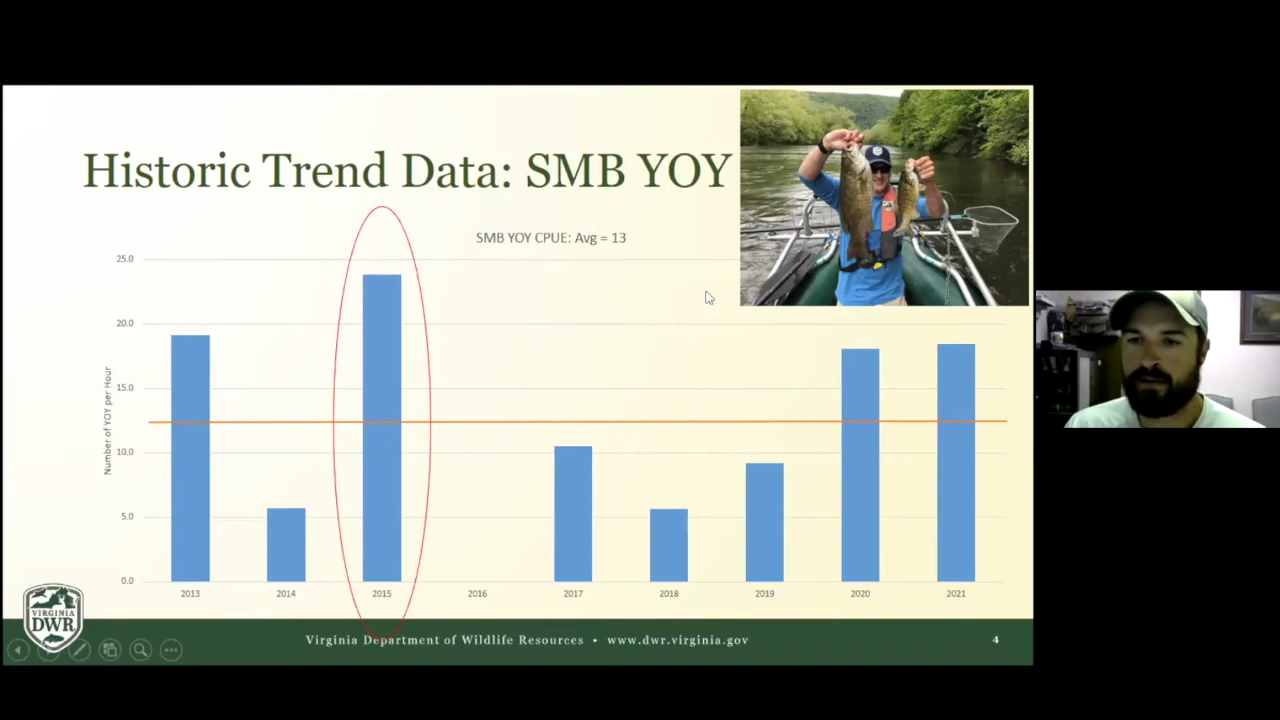 Historic Trend Data: SMB YOY
SMB YOY CPUE: Avg = 13
Number of YOY per Hour
25.0
20.0
15.0
10.0
5.0
0.0
2013 2014 2015 2016 2017 2018 2019 2020 2021
VIRGINIA
DWR
Virginia Department of Wildlife Resources • www.dwr.virginia.gov
4